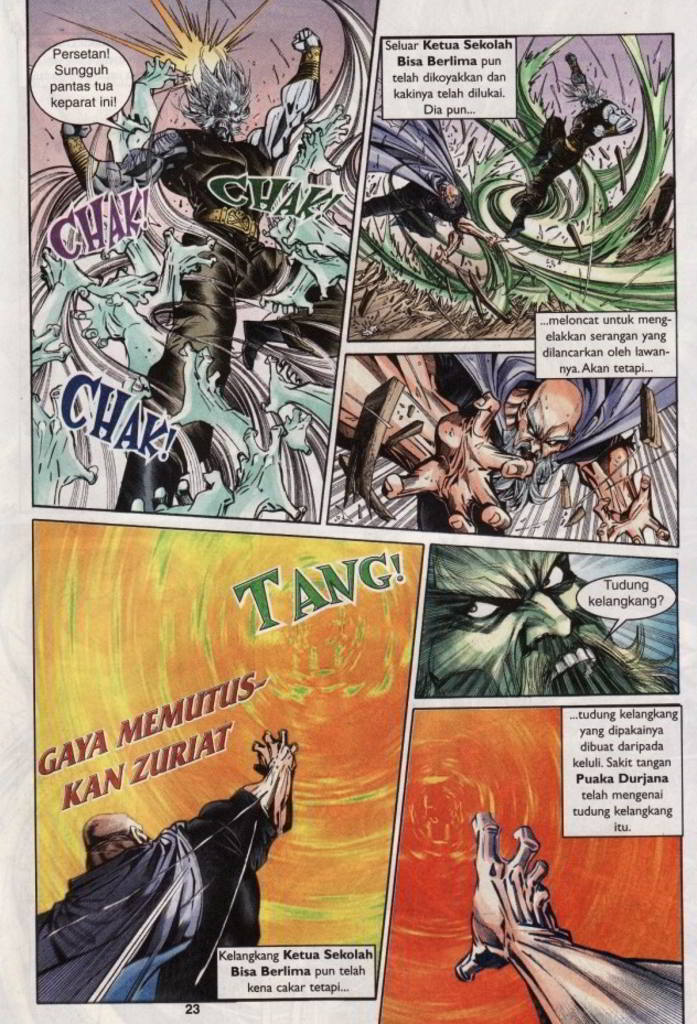 Persetan!
Sungguh
pantas tua
keparat ini!
CHAK!
CHAK!
CHAK!
Seluar Ketua Sekolah
Bisa Berlima pun
telah dikoyakkan dan
kakinya telah dilukai.
Dia pun...
...meloncat untuk meng-
elakkan serangan yang
dilancarkan oleh lawan-
nya. Akan tetapi...
TANG!
GAYA MEMUTUS-
KAN ZURIAT
Kelangkang Ketua Sekolah
Bisa Berlima pun telah
kena cakar tetapi...
Tudung
kelangkang?
...tudung kelangkang
yang dipakainya
dibuat daripada
keluli. Sakit tangan
Puaka Durjana
telah mengenai
tudung kelangkang
itu.
23